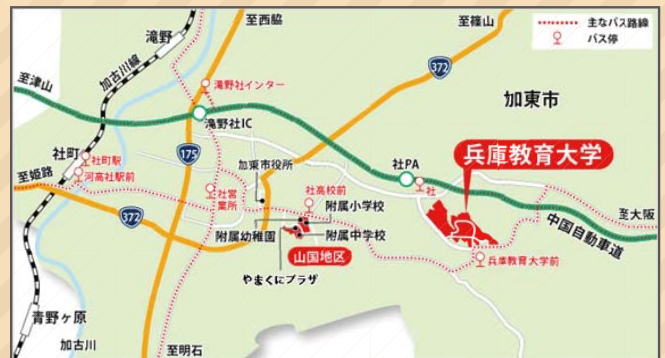 至西脇
至篠山
主なバス路線
バス停
滝野
加古川線
372
至津山
滝野社インター
加東市
滝野社IC
社町
社町駅
175
加東市役所
社PA
兵庫教育大学
河高社駅前
至姫路
社営業所
社高校前
社
附属小学校
至大阪
372
附属幼稚園
附属中学校
中国自動車道
山国地区
兵庫教育大学前
やまくにプラザ
青野ヶ原
加古川
至明石